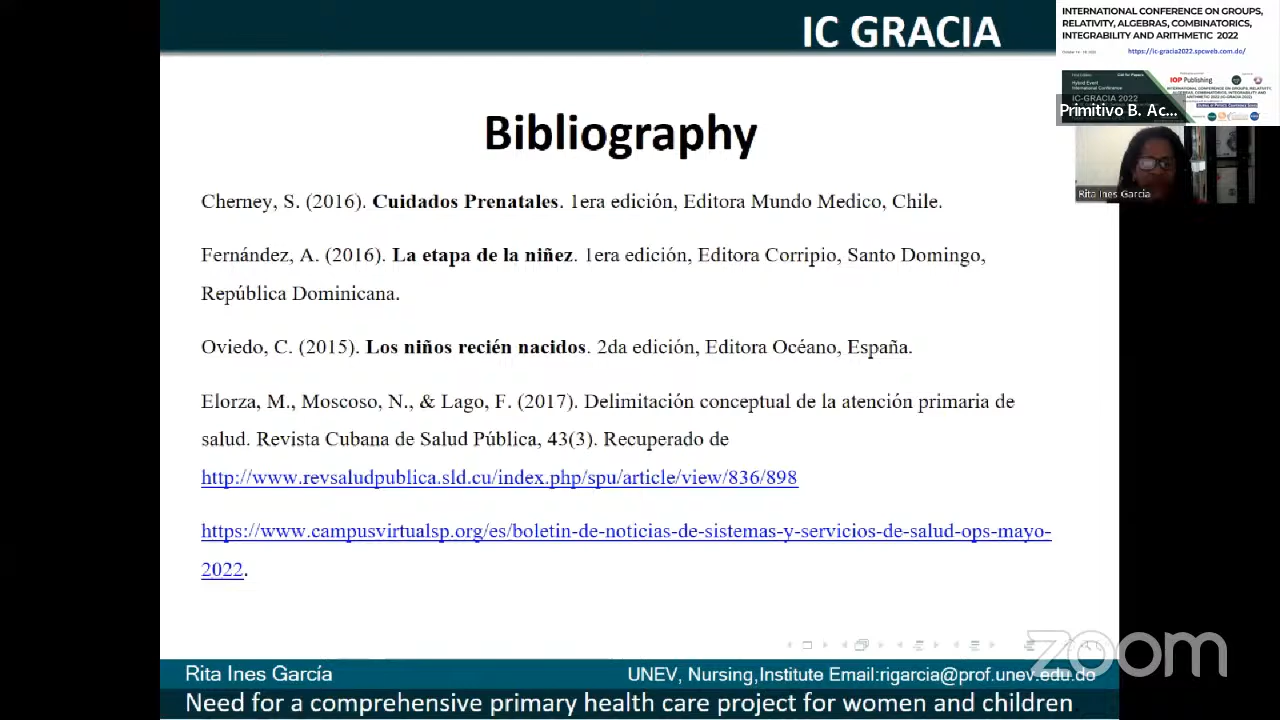 IC GRACIA
INTERNATIONAL CONFERENCE ON GROUPS,
RELATIVITY, ALGEBRAS, COMBINATORICS,
INTEGRABILITY AND ARITHMETIC 2022
https://ic-gracia2022.spcweb.com.do/
IOP Publishing
IC-GRACIA 2022
Primitivo B. Ac...
Rita Ines Garcia
Bibliography
Cherney, S. (2016). Cuidados Prenatales. 1era edición, Editora Mundo Medico, Chile.
Fernández, A. (2016). La etapa de la niñez. 1era edición, Editora Corripio, Santo Domingo,
República Dominicana.
Oviedo, C. (2015). Los niños recién nacidos. 2da edición, Editora Océano, España.
Elorza, M., Moscoso, N., & Lago, F. (2017). Delimitación conceptual de la atención primaria de
salud. Revista Cubana de Salud Pública, 43(3). Recuperado de
http://www.revsaludpublica.sld.cu/index.php/spu/article/view/836/898
https://www.campusvirtualsp.org/es/boletin-de-noticias-de-sistemas-y-servicios-de-salud-ops-mayo-
2022.
zoom
Rita Ines García
UNEV, Nursing,Institute Email:rigarcia@prof.unev.edu.do
Need for a comprehensive primary health care project for women and children